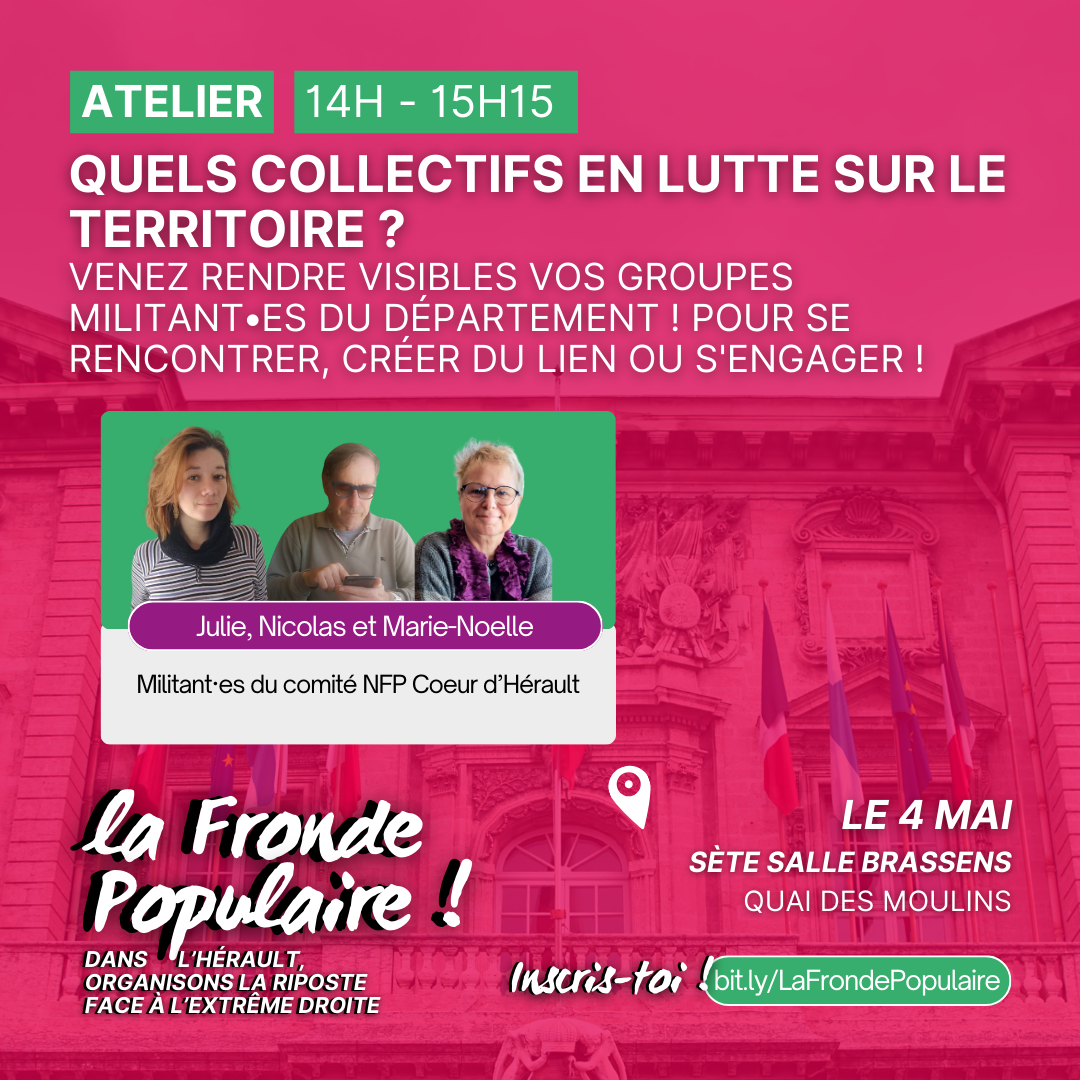 ATELIER 14H - 15H15
QUELS COLLECTIFS EN LUTTE SUR LE
TERRITOIRE ?
VENEZ RENDRE VISIBLES VOS GROUPES
MILITANT•ES DU DÉPARTEMENT ! POUR SE
RENCONTRER, CRÉER DU LIEN OU S'ENGAGER !
Julie, Nicolas et Marie-Noelle
Militant·es du comité NFP Coeur d’Hérault
la Fronde
Populaire !
DANS L’HÉRAULT,
ORGANISONS LA RIPOSTE
FACE À L’EXTRÊME DROITE
LE 4 MAI
SÈTE SALLE BRASSENS
QUAI DES MOULINS
Inscris-toi ! bit.ly/LaFrondePopulaire